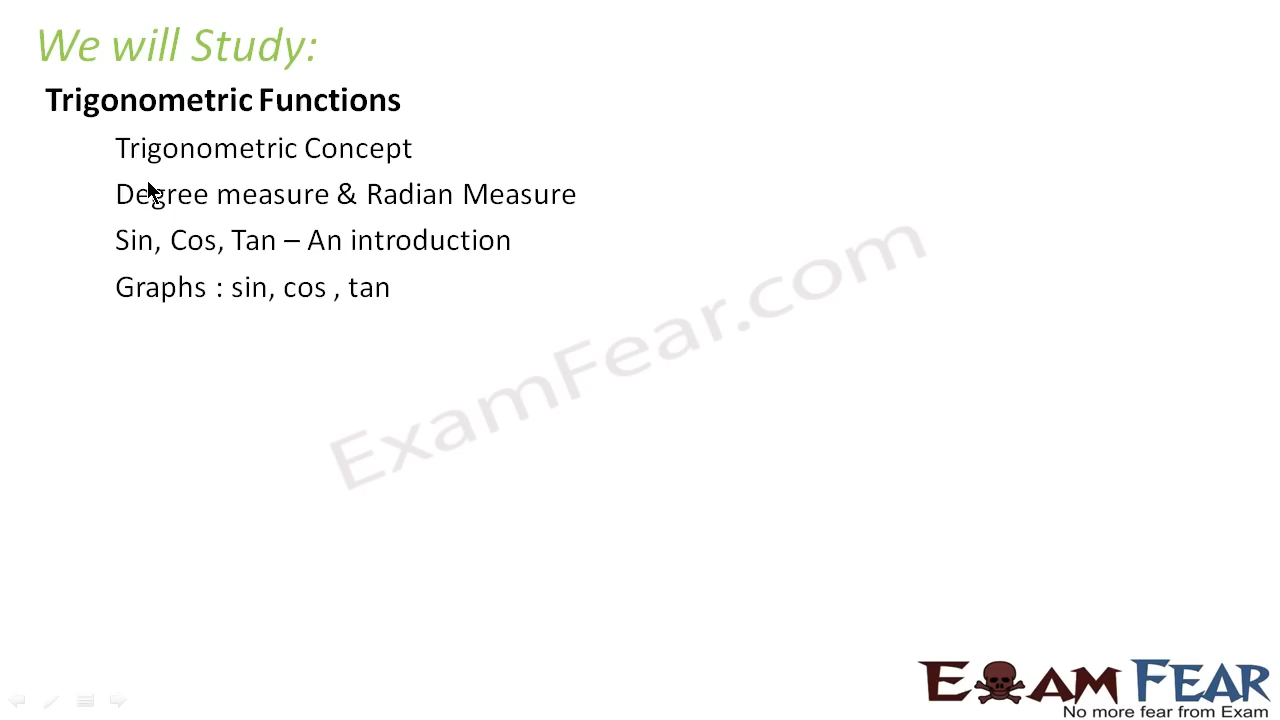 We will Study:
Trigonometric Functions
Trigonometric Concept
Degree measure & Radian Measure
Sin, Cos, Tan – An introduction
Graphs : sin, cos , tan
ExamFear.com
EXAM FEAR
No more fear from Exam